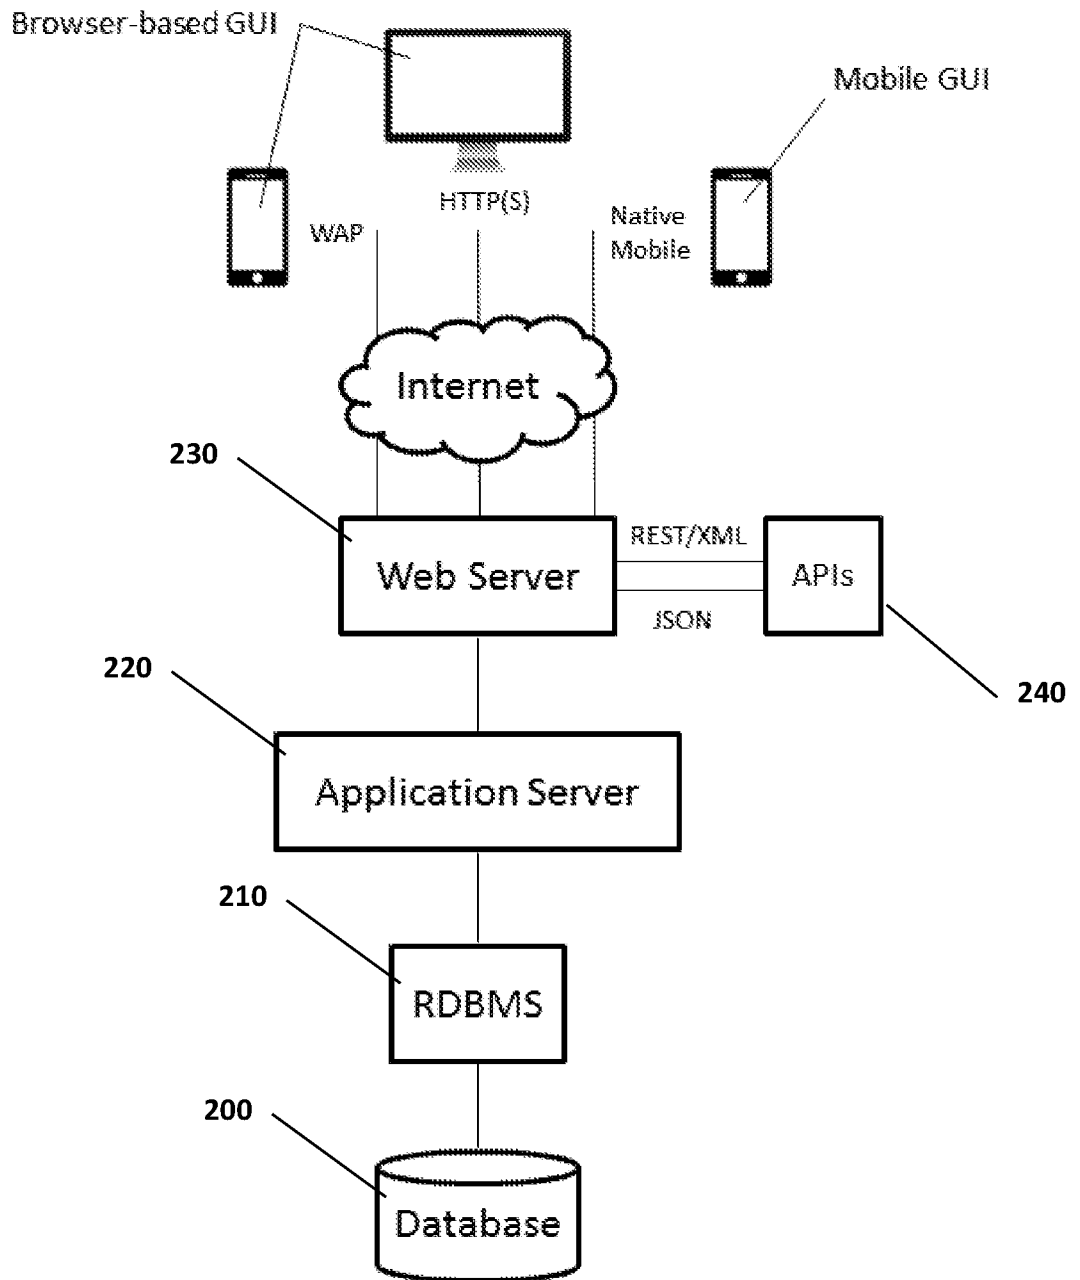 Browser-based GUI
Mobile GUI
HTTP(S)
WAP
Native
Mobile
Internet
230
Web Server
REST/XML
JSON
APIs
240
220
Application Server
210
RDBMS
200
Database